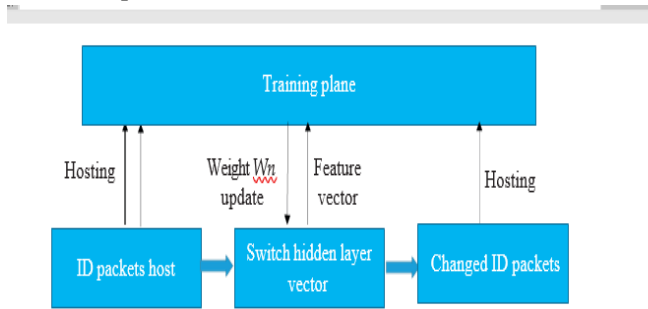 Training plane
Hosting
Weight Wn
update
Feature
vector
Hosting
ID packets host
Switch hidden layer
vector
Changed ID packets